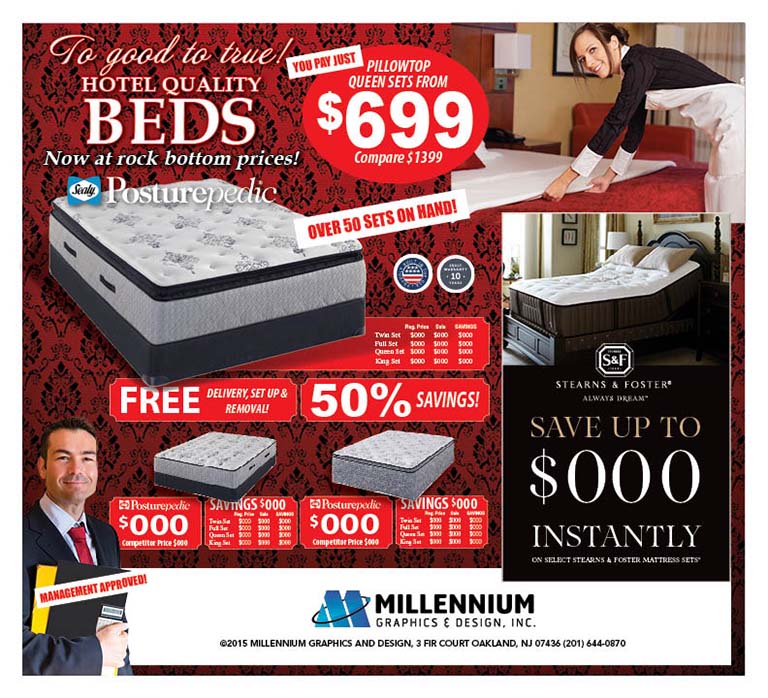 To good to true!
HOTEL QUALITY
BEDS
Now at rock bottom prices!
Sealy Posturepedic
YOU PAY JUST
PILLOWTOP
QUEEN SETS FROM
$699
Compare $1399
OVER 50 SETS ON HAND!
10
Reg. Price Sale SAVINGS
Twin Set $000 $000 $000
Full Set $000 $000 $000
Queen Set $000 $000 $000
King Set $000 $000 $000
FREE DELIVERY, SET UP &
REMOVAL!
50% SAVINGS!
Posturepedic
$000
Competitor Price $000
SAVINGS $000
Reg. Price Sale SAVINGS
Twin Set $000 $000 $000
Full Set $000 $000 $000
Queen Set $000 $000 $000
King Set $000 $000 $000
Posturepedic
$000
Competitor Price $000
SAVINGS $000
Reg. Price Sale SAVINGS
Twin Set $000 $000 $000
Full Set $000 $000 $000
Queen Set $000 $000 $000
King Set $000 $000 $000
MANAGEMENT APPROVED!
S&F
STEARNS & FOSTER®
ALWAYS DREAM™
SAVE UP TO
$000
INSTANTLY
ON SELECT STEARNS & FOSTER MATTRESS SETS*
MILLENNIUM
GRAPHICS & DESIGN, INC.
©2015 MILLENNIUM GRAPHICS AND DESIGN, 3 FIR COURT OAKLAND, NJ 07436 (201) 644-0870